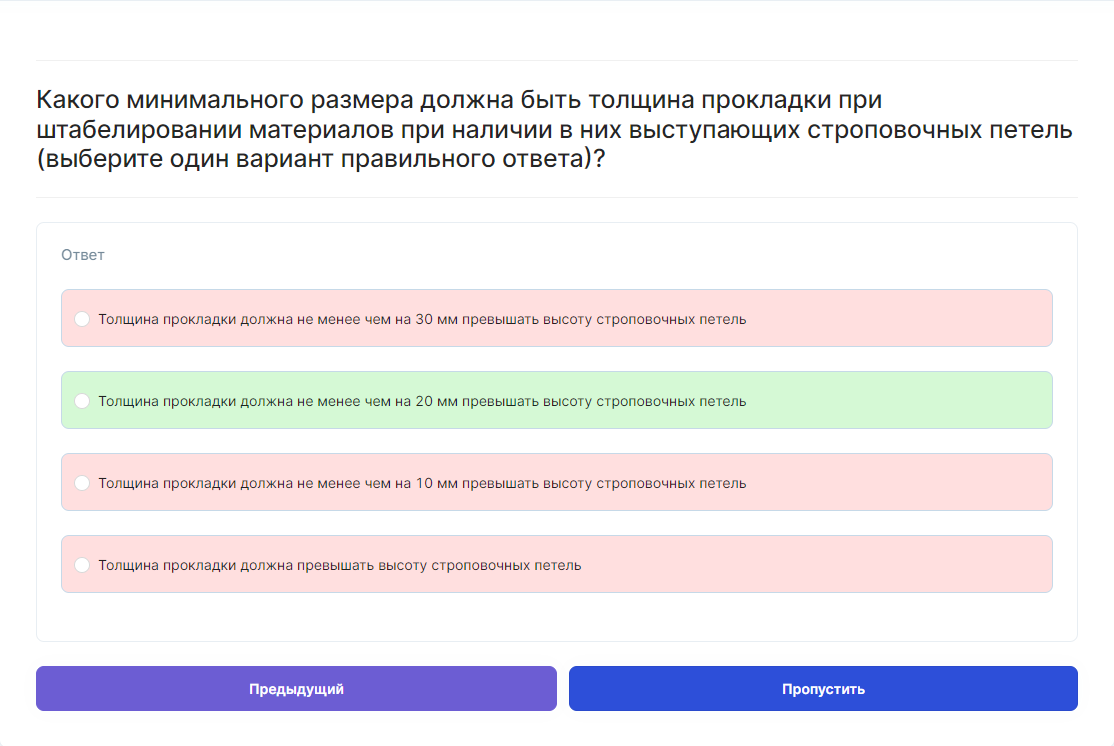 Какого минимального размера должна быть толщина прокладки при
штабелировании материалов при наличии в них выступающих строповочных петель
(выберите один вариант правильного ответа)?
Ответ
Толщина прокладки должна не менее чем на 30 мм превышать высоту строповочных петель
Толщина прокладки должна не менее чем на 20 мм превышать высоту строповочных петель
Толщина прокладки должна не менее чем на 10 мм превышать высоту строповочных петель
Толщина прокладки должна превышать высоту строповочных петель
Предыдущий
Пропустить